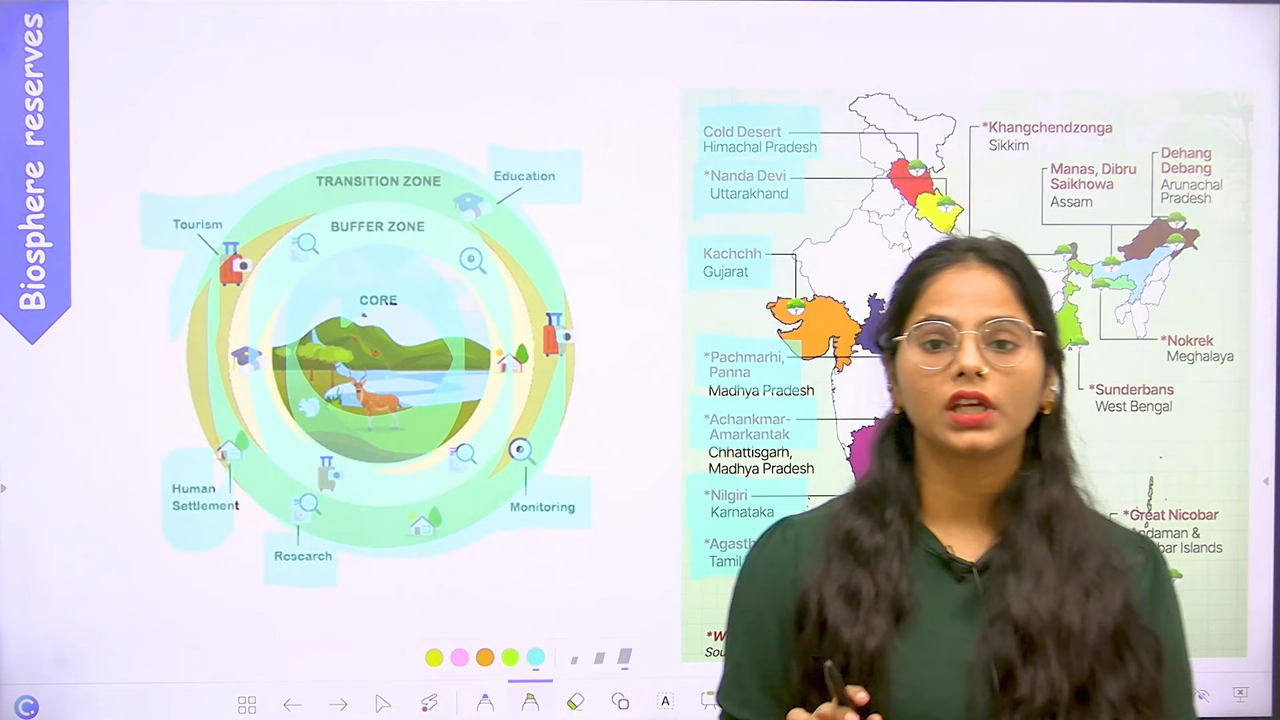 Biosphere reserves
TRANSITION ZONE
Education
Tourism
BUFFER ZONE
CORE
Human
Settlement
Monitoring
Research
Cold Desert
Himachal Pradesh
*Nanda Devi
Uttarakhand
Kachchh
Gujarat
*Pachmarhi,
Panna
Madhya Pradesh
*Achankmar-
Amarkantak
Chhattisgarh,
Madhya Pradesh
*Nilgiri
Karnataka
Tamil
*Khangchendzonga
Sikkim
Manas, Dibru
Saikhowa
Assam
Dehang
Debang
Arunachal
Pradesh
*Nokrek
Meghalaya
*Sunderbans
West Bengal
*Great Nicobar
&
Islands
A